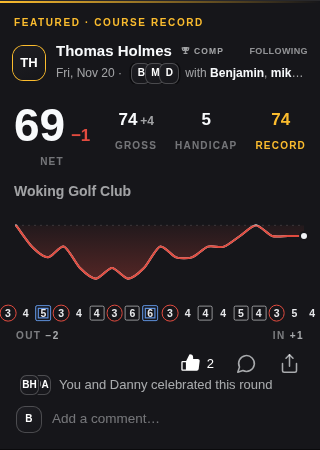 FEATURED · COURSE RECORD
TH Thomas Holmes COMP FOLLOWING
Fri, Nov 20 · B M D with Benjamin, mik…
69 −1 74 +4 5 74
NET GROSS HANDICAP RECORD
Woking Golf Club
3 4 5 3 4 4 3 6 6 3 4 4 4 5 4 3 5 4
OUT −2 IN +1
2
BH A You and Danny celebrated this round
B Add a comment…